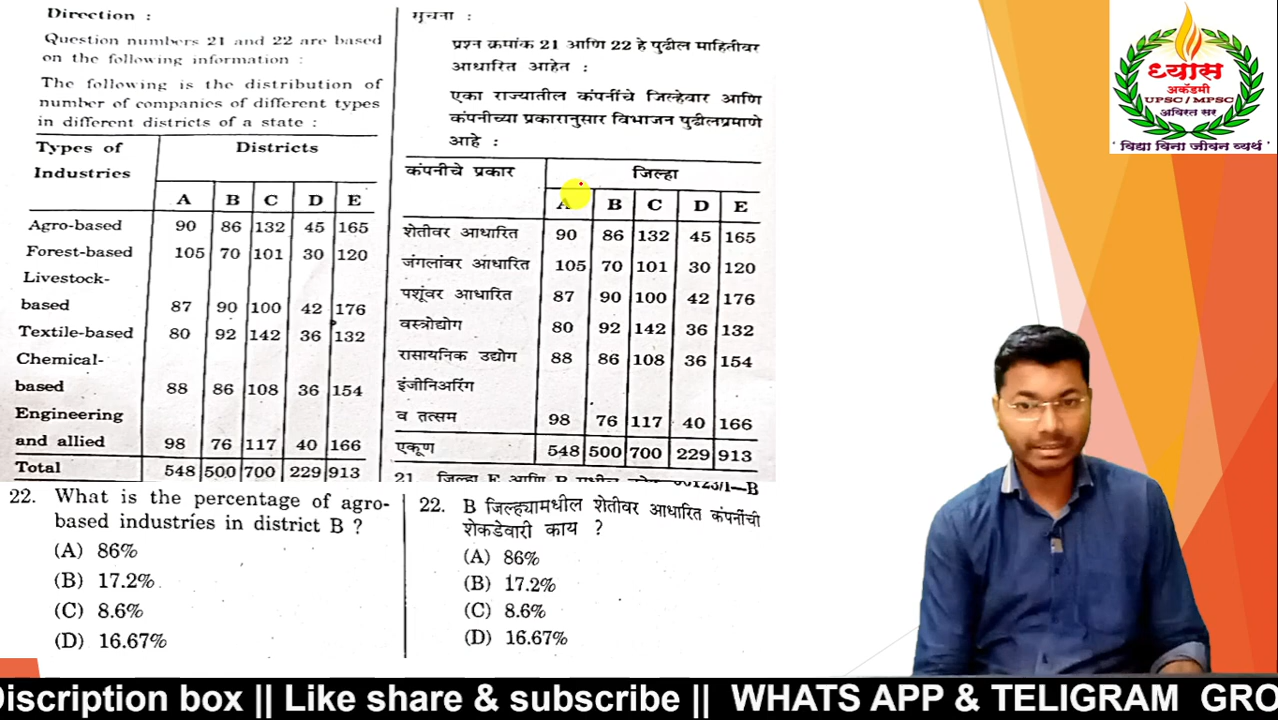 Direction :
Question numbers 21 and 22 are based
on the following information :
The following is the distribution of
number of companies of different types
in different districts of a state :
Types of Districts
Industries
A B C D E
Agro-based 90 86 132 45 165
Forest-based 105 70 101 30 120
Livestock-
based 87 90 100 42 176
Textile-based 80 92 142 36 132
Chemical-
based 88 86 108 36 154
Engineering
and allied 98 76 117 40 166
Total 548 500 700 229 913
22. What is the percentage of agro-
based industries in district B ?
(A) 86%
(B) 17.2%
(C) 8.6%
(D) 16.67%
सूचना :
प्रश्न क्रमांक 21 आणि 22 हे पुढील माहितीवर
आधारित आहेत :
एका राज्यातील कंपनींचे जिल्हेवार आणि
कंपनीच्या प्रकारानुसार विभाजन पुढीलप्रमाणे
आहे :
कंपनीचे प्रकार जिल्हा
A B C D E
शेतीवर आधारित 90 86 132 45 165
जंगलांवर आधारित 105 70 101 30 120
पशूंवर आधारित 87 90 100 42 176
वस्त्रोद्योग 80 92 142 36 132
रासायनिक उद्योग 88 86 108 36 154
इंजीनिअरिंग
व तत्सम 98 76 117 40 166
एकूण 548 500 700 229 913
21. जिल्हा E आणि
22. B जिल्ह्यामधील शेतीवर आधारित कंपनींची
शेकडेवारी काय ?
(A) 86%
(B) 17.2%
(C) 8.6%
(D) 16.67%
ध्यास
अकॅडमी
UPSC / MPSC
अविरत सर
' विद्या विना जीवन व्यर्थ '
Discription box || Like share & subscribe || WHATS APP & TELIGRAM GRO